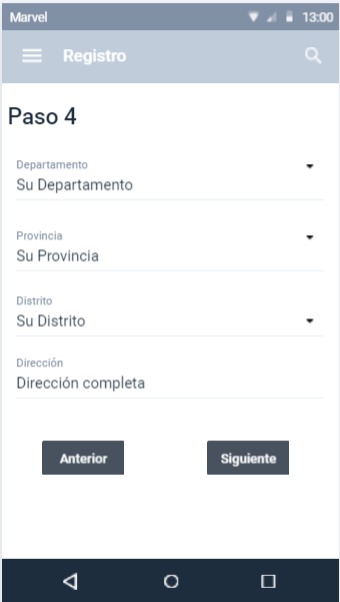 Marvel 13:00
Registro
Paso 4
Departamento
Su Departamento
Provincia
Su Provincia
Distrito
Su Distrito
Dirección
Dirección completa
Anterior Siguiente